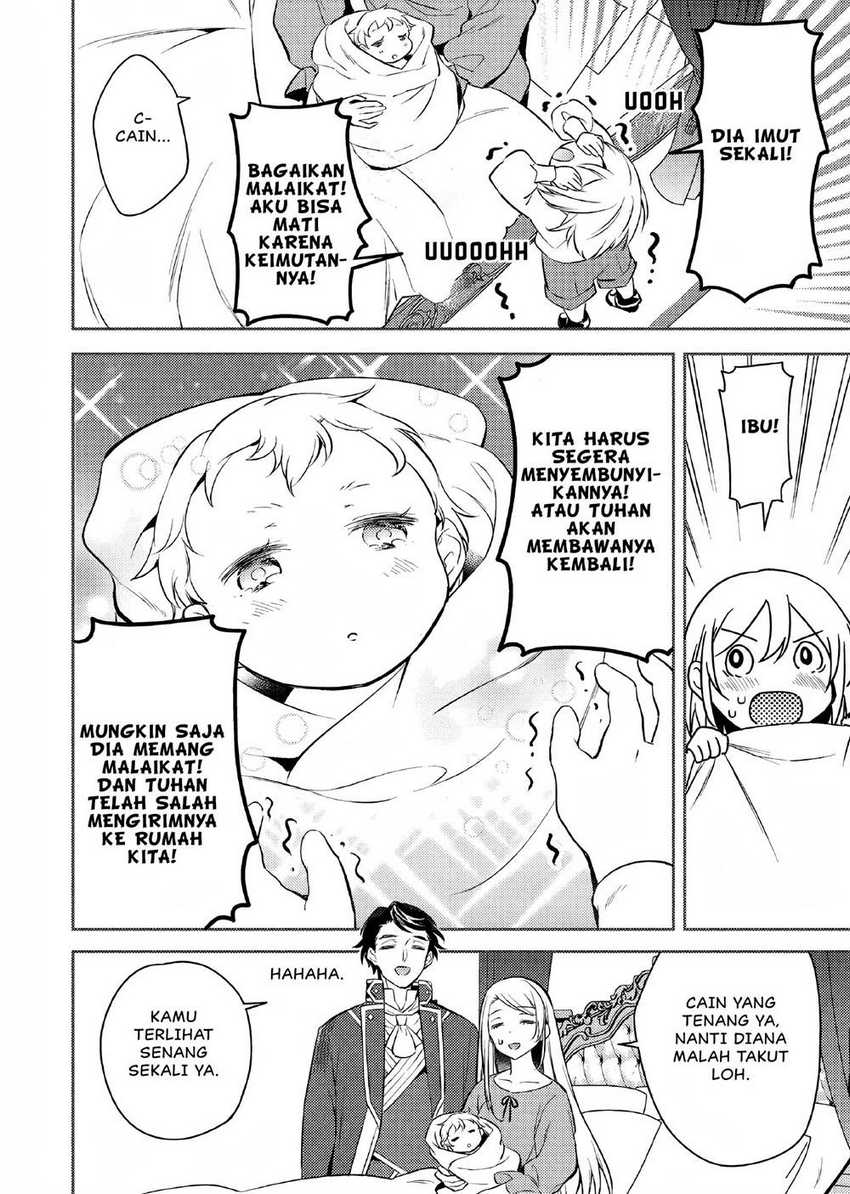 DIA IMUT
SEKALI!
UOOH
BAGAIKAN
MALAIKAT!
AKU BISA
MATI
KARENA
KEIMUTAN-
NYA!
UUOOOHH
C-
CAIN...
IBU!
KITA HARUS
SEGERA
MENYEMBUNYI-
KANNYA!
ATAU TUHAN
AKAN
MEMBAWANYA
KEMBALI!
MUNGKIN SAJA
DIA MEMANG
MALAIKAT!
DAN TUHAN
TELAH SALAH
MENGIRIMNYA
KE RUMAH
KITA!
CAIN YANG
TENANG YA,
NANTI DIANA
MALAH TAKUT
LOH.
HAHAHA.
KAMU
TERLIHAT
SENANG
SEKALI YA.